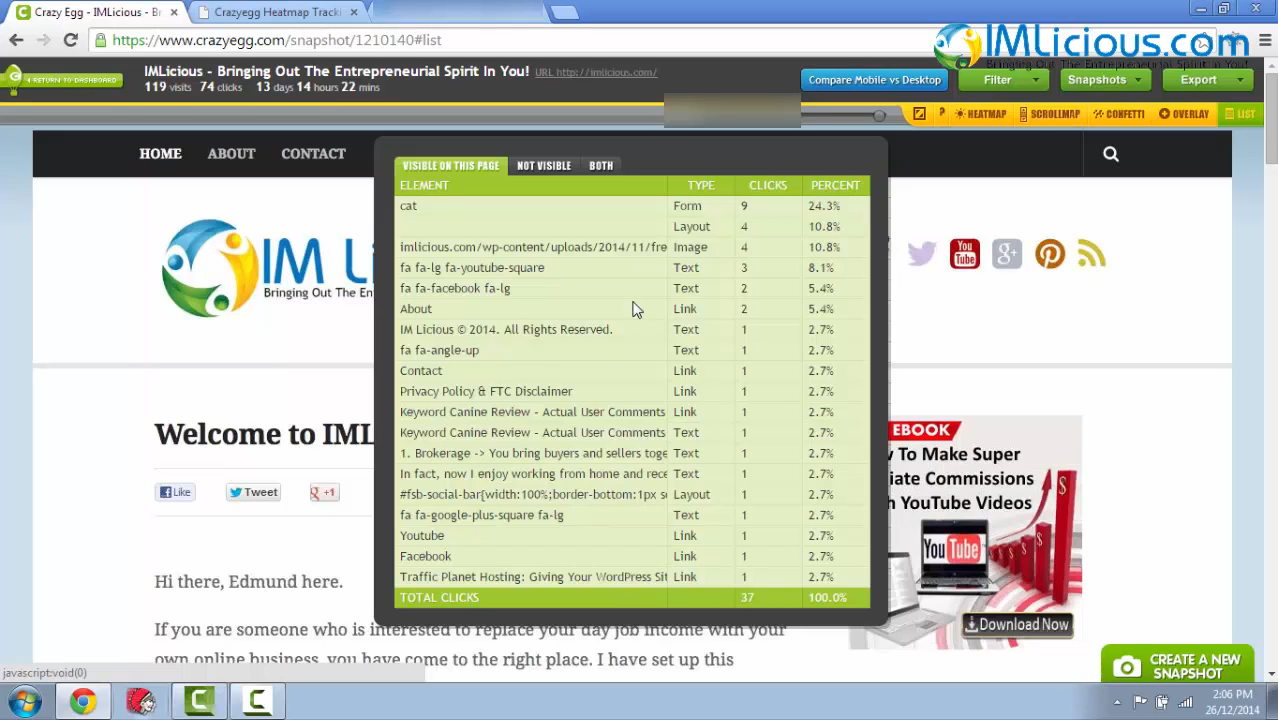 Crazy Egg - IMLicious - Br
Crazyegg Heatmap Tracki
https://www.crazyegg.com/snapshot/1210140#list
IMLicious.com
Bringing Out The Entrepreneurial Spirit In You!
RETURN TO DASHBOARD
IMLicious - Bringing Out The Entrepreneurial Spirit In You! URL http://imlicious.com/
119 visits 74 clicks 13 days 14 hours 22 mins
Compare Mobile vs Desktop
Filter
Snapshots
Export
?
HEATMAP
SCROLLMAP
CONFETTI
OVERLAY
LIST
HOME
ABOUT
CONTACT
VISIBLE ON THIS PAGE
NOT VISIBLE
BOTH
ELEMENT TYPE CLICKS PERCENT
cat Form 9 24.3%
Layout 4 10.8%
imlicious.com/wp-content/uploads/2014/11/fre Image 4 10.8%
fa fa-lg fa-youtube-square Text 3 8.1%
fa fa-facebook fa-lg Text 2 5.4%
About Link 2 5.4%
IM Licious © 2014. All Rights Reserved. Text 1 2.7%
fa fa-angle-up Text 1 2.7%
Contact Link 1 2.7%
Privacy Policy & FTC Disclaimer Link 1 2.7%
Keyword Canine Review - Actual User Comments Link 1 2.7%
Keyword Canine Review - Actual User Comments Text 1 2.7%
1. Brokerage -> You bring buyers and sellers toge Text 1 2.7%
In fact, now I enjoy working from home and rece Text 1 2.7%
#fsb-social-bar{width:100%;border-bottom:1px so Layout 1 2.7%
fa fa-google-plus-square fa-lg Text 1 2.7%
Youtube Link 1 2.7%
Facebook Link 1 2.7%
Traffic Planet Hosting: Giving Your WordPress Sit Link 1 2.7%
TOTAL CLICKS 37 100.0%
IM Li
Bringing Out The Ent
You Tube
g+
Welcome to IML
Like
Tweet
g +1
EBOOK
w To Make Super
iate Commissions
h YouTube Videos
You Tube
Download Now
Hi there, Edmund here.
If you are someone who is interested to replace your day job income with your
own online business, you have come to the right place. I have set up this
CREATE A NEW
SNAPSHOT
javascript:void(0)
2:06 PM
26/12/2014